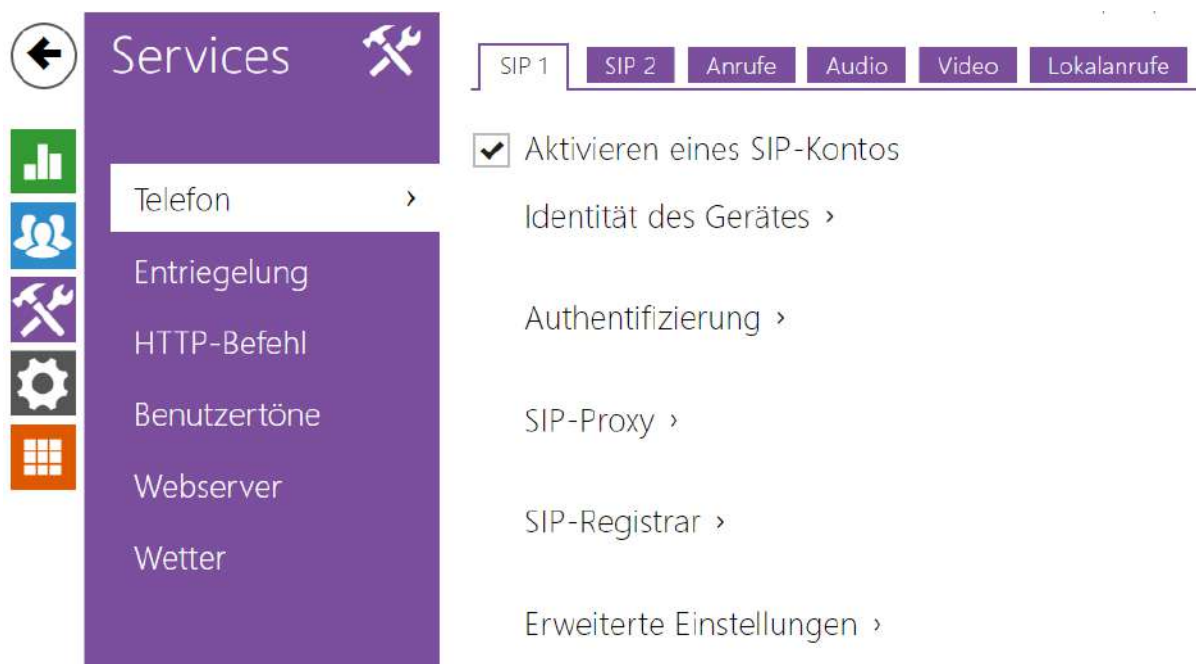 Services
SIP 1 SIP 2 Anrufe Audio Video Lokalanrufe
Telefon ›
Entriegelung
HTTP-Befehl
Benutzertöne
Webserver
Wetter
Aktivieren eines SIP-Kontos
Identität des Gerätes ›
Authentifizierung ›
SIP-Proxy ›
SIP-Registrar ›
Erweiterte Einstellungen ›